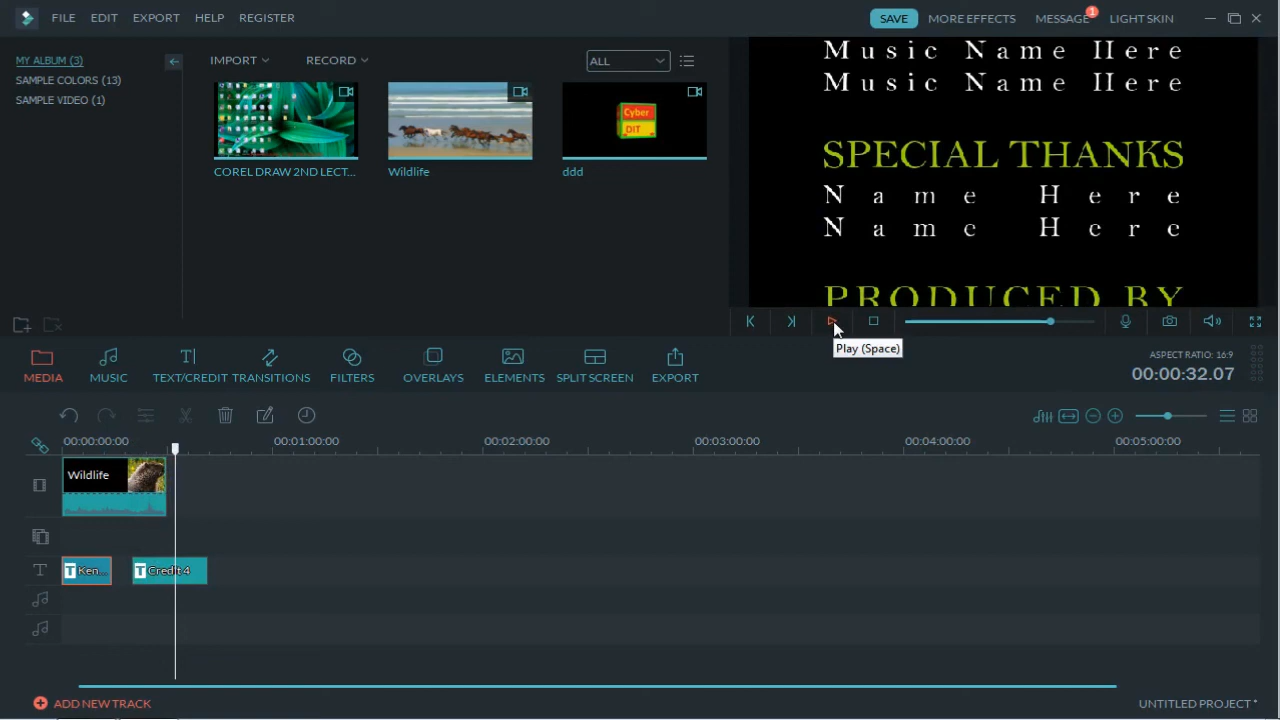 FILE EDIT EXPORT HELP REGISTER SAVE MORE EFFECTS MESSAGE 1 LIGHT SKIN
MY ALBUM (3)
SAMPLE COLORS (13)
SAMPLE VIDEO (1)
IMPORT RECORD ALL
Cyber
DIT
COREL DRAW 2ND LECT... Wildlife ddd
Music Name Here
Music Name Here
SPECIAL THANKS
Name Here
Name Here
PRODUCED BY
Play (Space)
MEDIA MUSIC TEXT/CREDIT TRANSITIONS FILTERS OVERLAYS ELEMENTS SPLIT SCREEN EXPORT
ASPECT RATIO: 16:9
00:00:32.07
00:00:00:00 00:01:00:00 00:02:00:00 00:03:00:00 00:04:00:00 00:05:00:00
Wildlife
T T Ken... T Credit 4
ADD NEW TRACK
UNTITLED PROJECT *